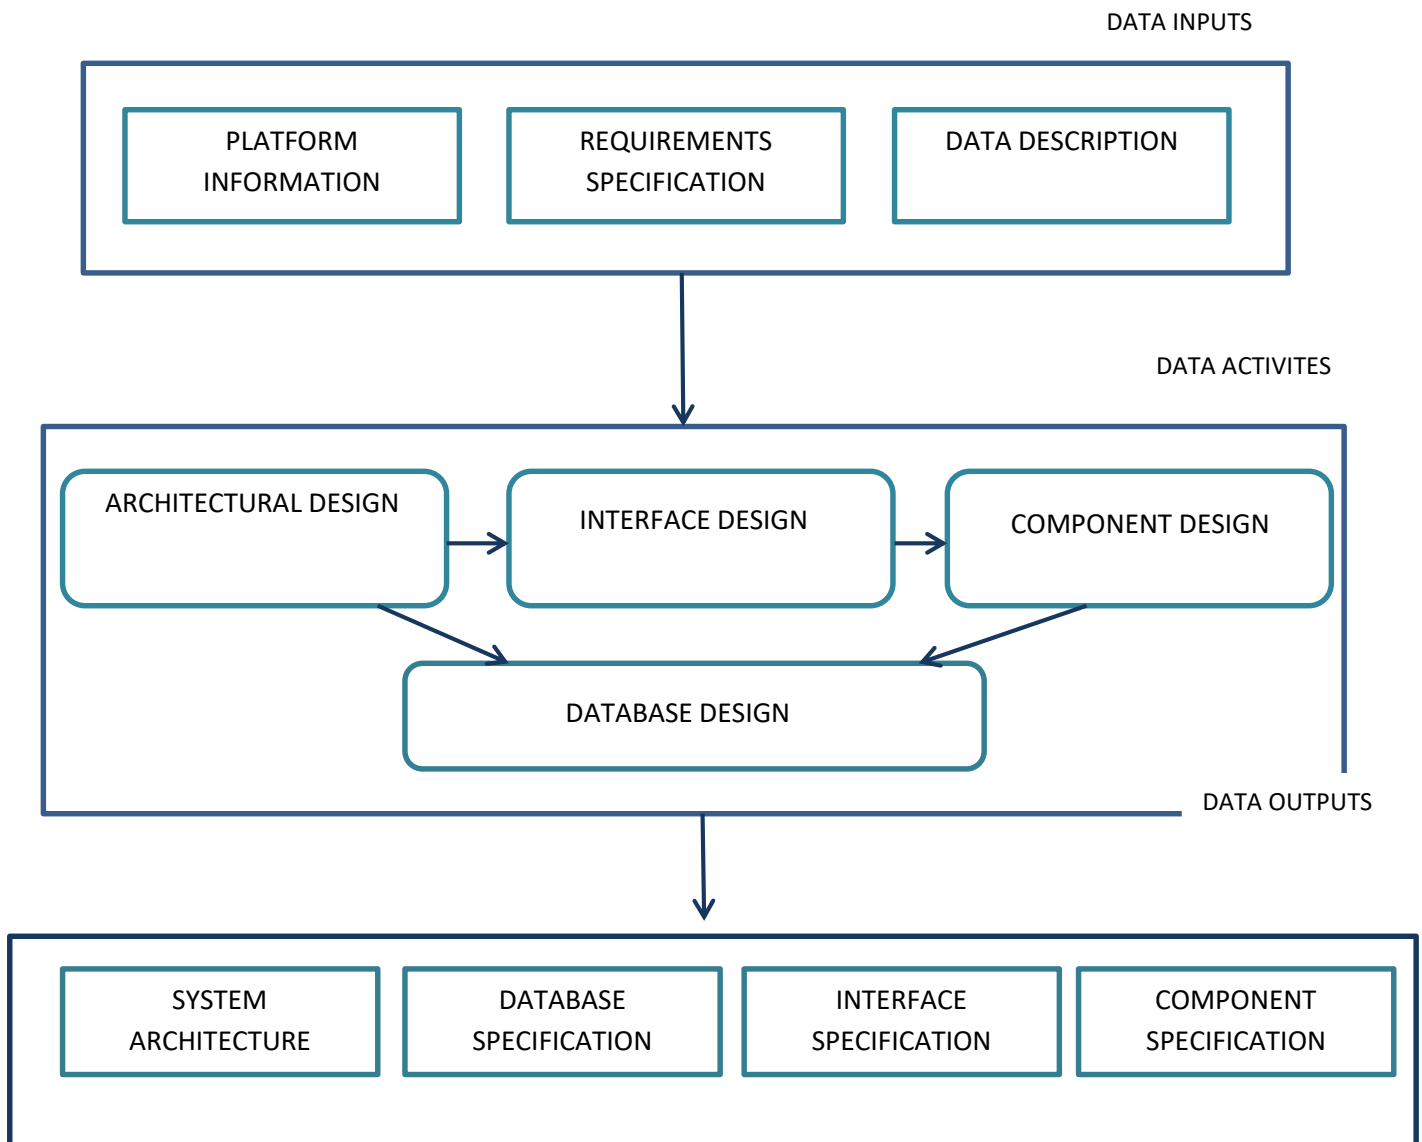 DATA INPUTS
PLATFORM
INFORMATION
REQUIREMENTS
SPECIFICATION
DATA DESCRIPTION
DATA ACTIVITES
ARCHITECTURAL DESIGN
INTERFACE DESIGN
COMPONENT DESIGN
DATABASE DESIGN
DATA OUTPUTS
SYSTEM
ARCHITECTURE
DATABASE
SPECIFICATION
INTERFACE
SPECIFICATION
COMPONENT
SPECIFICATION